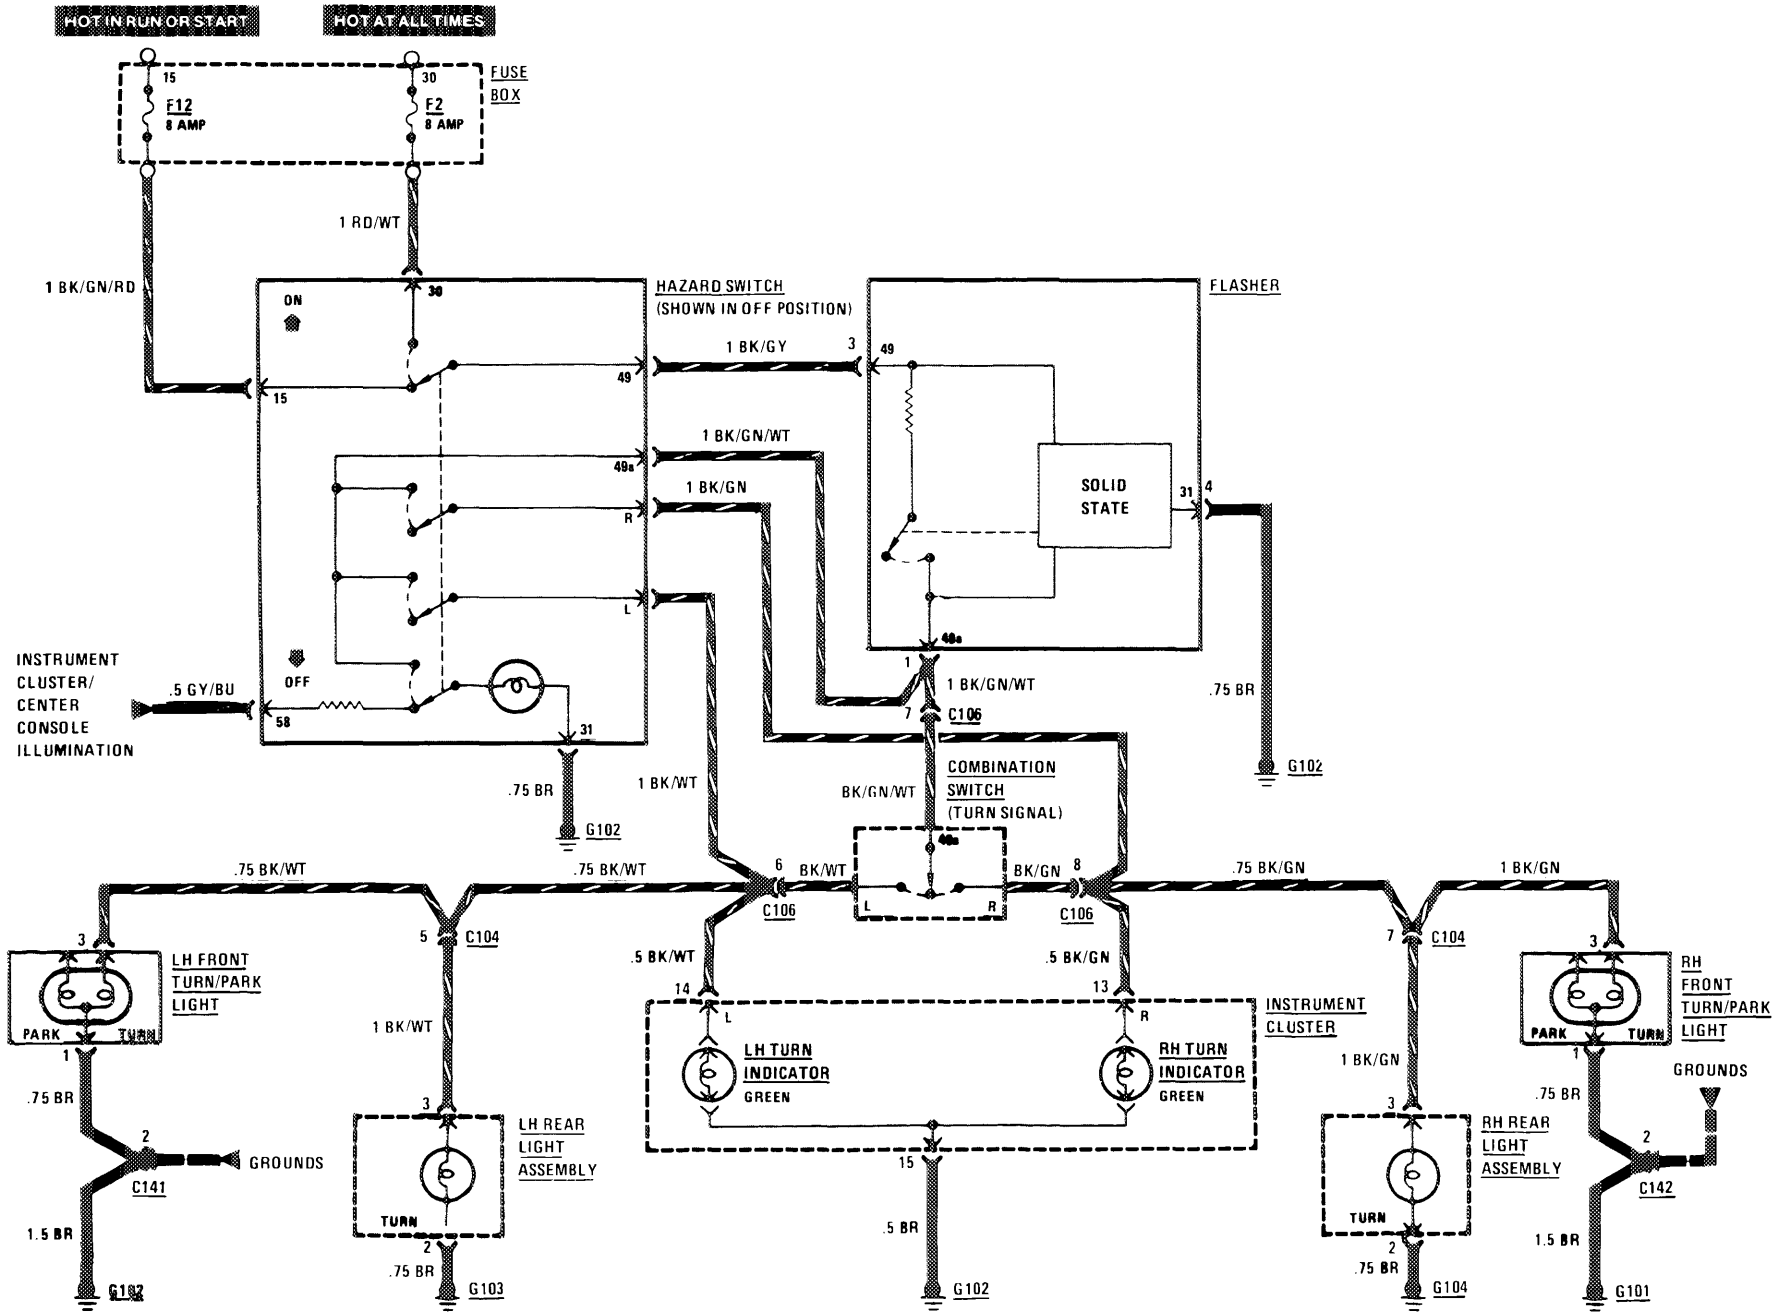 HOT IN RUN OR START
HOT AT ALL TIMES
15
30
FUSE
BOX
F12
8 AMP
F2
8 AMP
1 RD/WT
1 BK/GN/RD
30
HAZARD SWITCH
(SHOWN IN OFF POSITION)
FLASHER
ON
1 BK/GY
3
49
49
15
1 BK/GN/WT
49a
1 BK/GN
R
SOLID
STATE
31
4
L
49a
INSTRUMENT
CLUSTER/
CENTER
CONSOLE
ILLUMINATION
.5 GY/BU
OFF
58
31
1
1 BK/GN/WT
7
C106
.75 BR
G102
.75 BR
G102
1 BK/WT
BK/GN/WT
COMBINATION
SWITCH
(TURN SIGNAL)
49a
.75 BK/WT
.75 BK/WT
6
BK/WT
C106
L
R
BK/GN
8
C106
.75 BK/GN
1 BK/GN
3
5
C104
7
C104
3
LH FRONT
TURN/PARK
LIGHT
PARK
TURN
.5 BK/WT
.5 BK/GN
14
L
13
R
INSTRUMENT
CLUSTER
RH
FRONT
TURN/PARK
LIGHT
PARK
TURN
1 BK/WT
LH TURN
INDICATOR
GREEN
RH TURN
INDICATOR
GREEN
1 BK/GN
1
.75 BR
1
.75 BR
GROUNDS
3
LH REAR
LIGHT
ASSEMBLY
TURN
3
RH REAR
LIGHT
ASSEMBLY
TURN
2
GROUNDS
C141
2
C142
15
1.5 BR
G102
2
.75 BR
G103
.5 BR
G102
2
.75 BR
G104
1.5 BR
G101